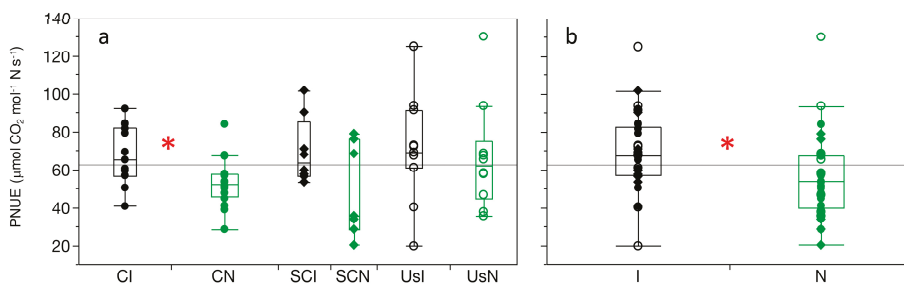 a
b
PNUE (µmol CO₂ mol⁻¹ N s⁻¹)
140
120
100
80
60
40
20
*
*
CI CN SCI SCN UsI UsN
I N